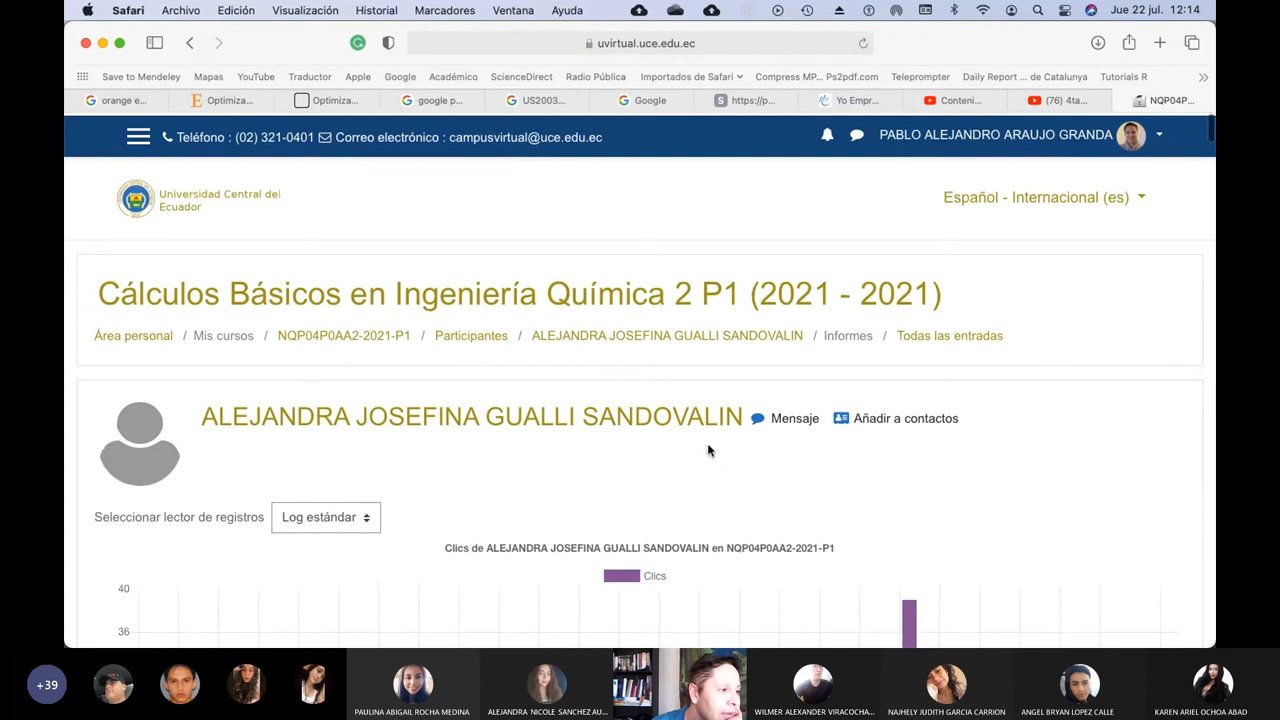 Safari Archivo Edición Visualización Historial Marcadores Ventana Ayuda Jue 22 jul. 12:14
uvirtual.uce.edu.ec
Save to Mendeley Mapas YouTube Traductor Apple Google Académico ScienceDirect Radio Pública Importados de Safari Compress MP... Ps2pdf.com Teleprompter Daily Report ... de Catalunya Tutorials R
orange e... Optimiza... Optimiza... google p... US2003... Google https://p... Yo Empr... Conteni... (76) 4ta... NQP04P...
Teléfono : (02) 321-0401 Correo electrónico : campusvirtual@uce.edu.ec PABLO ALEJANDRO ARAUJO GRANDA
Universidad Central del
Ecuador
Español - Internacional (es)
Cálculos Básicos en Ingeniería Química 2 P1 (2021 - 2021)
Área personal / Mis cursos / NQP04P0AA2-2021-P1 / Participantes / ALEJANDRA JOSEFINA GUALLI SANDOVALIN / Informes / Todas las entradas
ALEJANDRA JOSEFINA GUALLI SANDOVALIN Mensaje Añadir a contactos
Seleccionar lector de registros Log estándar
Clics de ALEJANDRA JOSEFINA GUALLI SANDOVALIN en NQP04P0AA2-2021-P1
Clics
40
36
+39
PAULINA ABIGAIL ROCHA MEDINA ALEJANDRA NICOLE SANCHEZ AU... WILMER ALEXANDER VIRACOCHA... NAJHELY JUDITH GARCIA CARRION ANGEL BRYAN LOPEZ CALLE KAREN ARIEL OCHOA ABAD